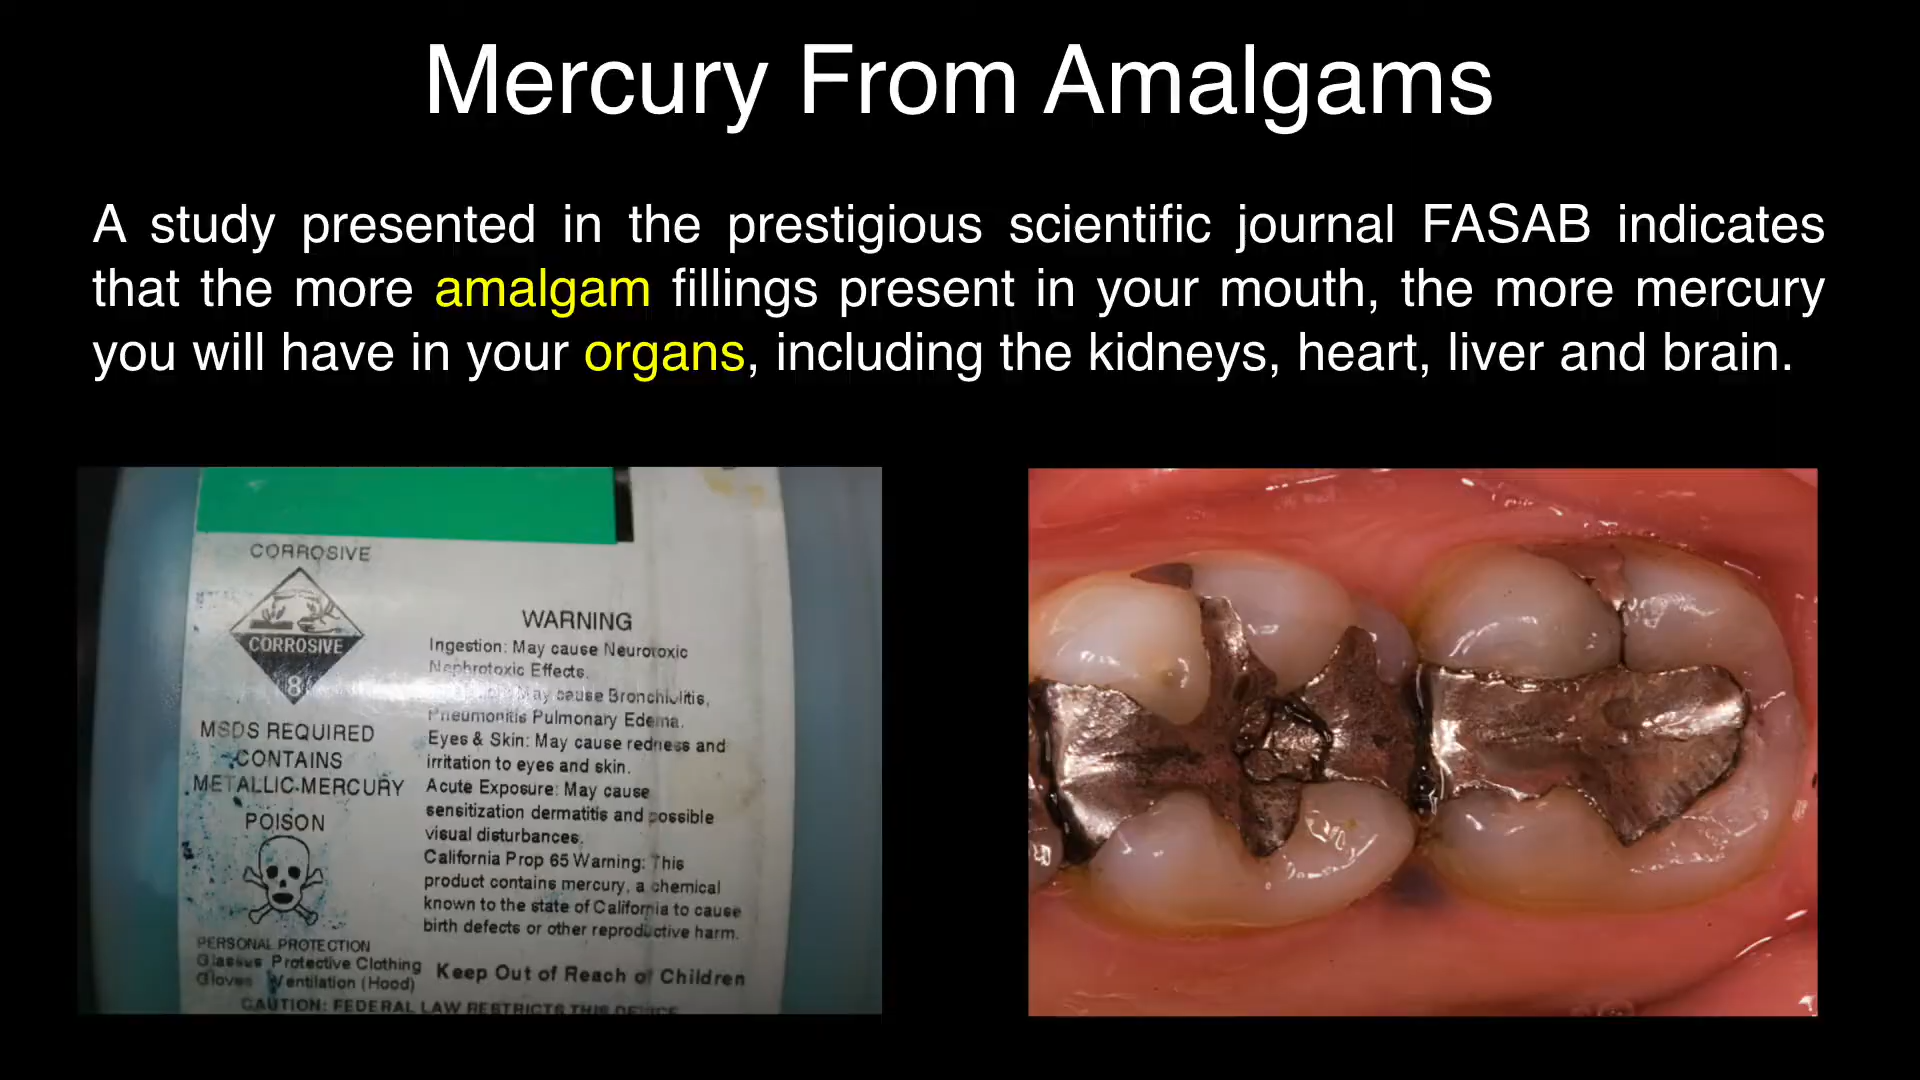 Mercury From Amalgams
A study presented in the prestigious scientific journal FASAB indicates
that the more amalgam fillings present in your mouth, the more mercury
you will have in your organs, including the kidneys, heart, liver and brain.
CORROSIVE
CORROSIVE
8
MSDS REQUIRED
CONTAINS
METALLIC MERCURY
POISON
PERSONAL PROTECTION
Glasses Protective Clothing
Gloves Ventilation (Hood)
WARNING
Ingestion: May cause Neurotoxic
Nephrotoxic Effects.
May cause Bronchiolitis,
Pneumonitis Pulmonary Edema.
Eyes & Skin: May cause redness and
irritation to eyes and skin.
Acute Exposure: May cause
sensitization dermatitis and possible
visual disturbances.
California Prop 65 Warning: This
product contains mercury, a chemical
known to the state of California to cause
birth defects or other reproductive harm.
Keep Out of Reach of Children
CAUTION: FEDERAL LAW RESTRICTS THIS DEVICE